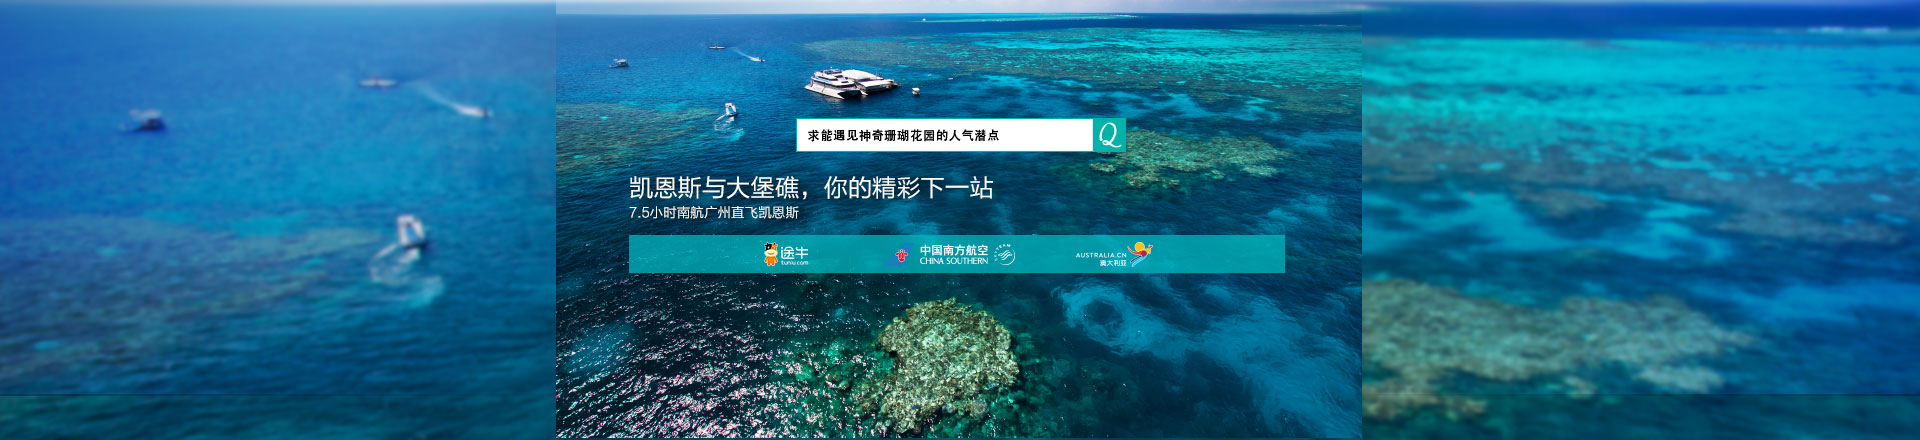 求能遇见神奇珊瑚花园的人气潜点
凯恩斯与大堡礁，你的精彩下一站
7.5小时南航广州直飞凯恩斯
途牛
tuniu.com
中国南方航空
CHINA SOUTHERN
SKYTEAM
AUSTRALIA.CN
澳大利亚